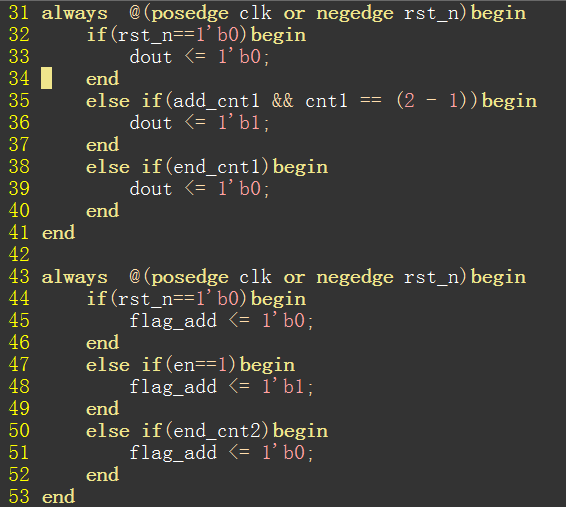 31 always  @(posedge clk or negedge rst_n)begin
32     if(rst_n==1'b0)begin
33         dout <= 1'b0;
34     end
35     else if(add_cnt1 && cnt1 == (2 - 1))begin
36         dout <= 1'b1;
37     end
38     else if(end_cnt1)begin
39         dout <= 1'b0;
40     end
41 end
42
43 always  @(posedge clk or negedge rst_n)begin
44     if(rst_n==1'b0)begin
45         flag_add <= 1'b0;
46     end
47     else if(en==1)begin
48         flag_add <= 1'b1;
49     end
50     else if(end_cnt2)begin
51         flag_add <= 1'b0;
52     end
53 end